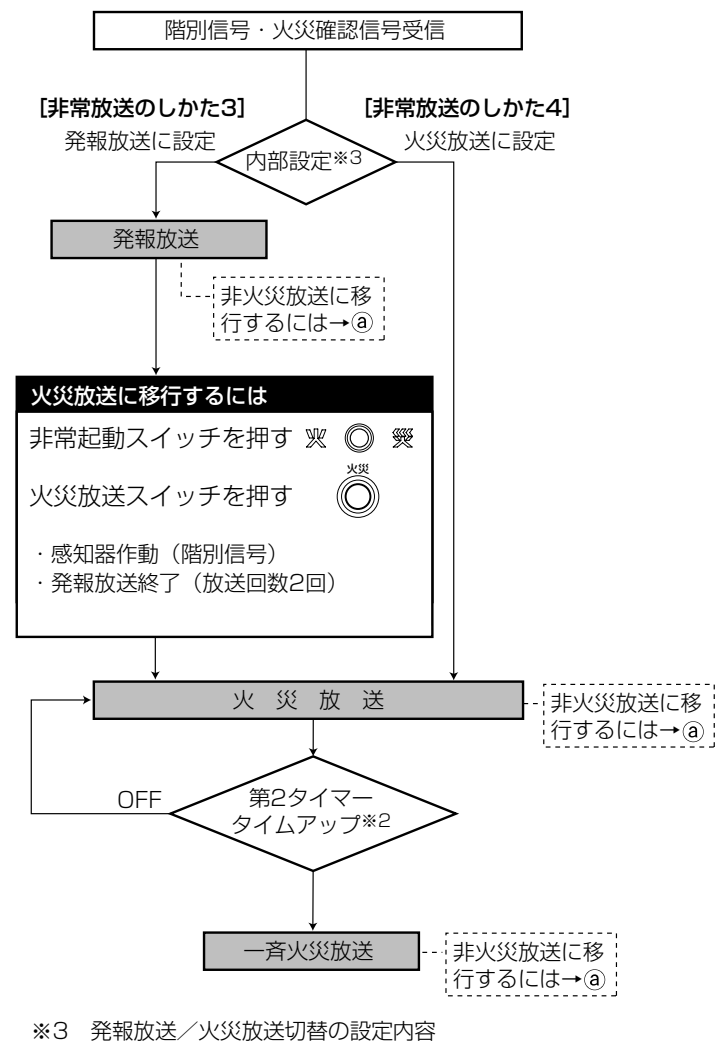 階別信号・火災確認信号受信
[非常放送のしかた3]
発報放送に設定
[非常放送のしかた4]
火災放送に設定
内部設定※3
発報放送
非火災放送に移
行するには→ⓐ
火災放送に移行するには
非常起動スイッチを押す 火 災
火災
火災放送スイッチを押す
・感知器作動（階別信号）
・発報放送終了（放送回数2回）
火 災 放 送
非火災放送に移
行するには→ⓐ
OFF
第2タイマー
タイムアップ※2
一斉火災放送
非火災放送に移
行するには→ⓐ
※3 発報放送／火災放送切替の設定内容